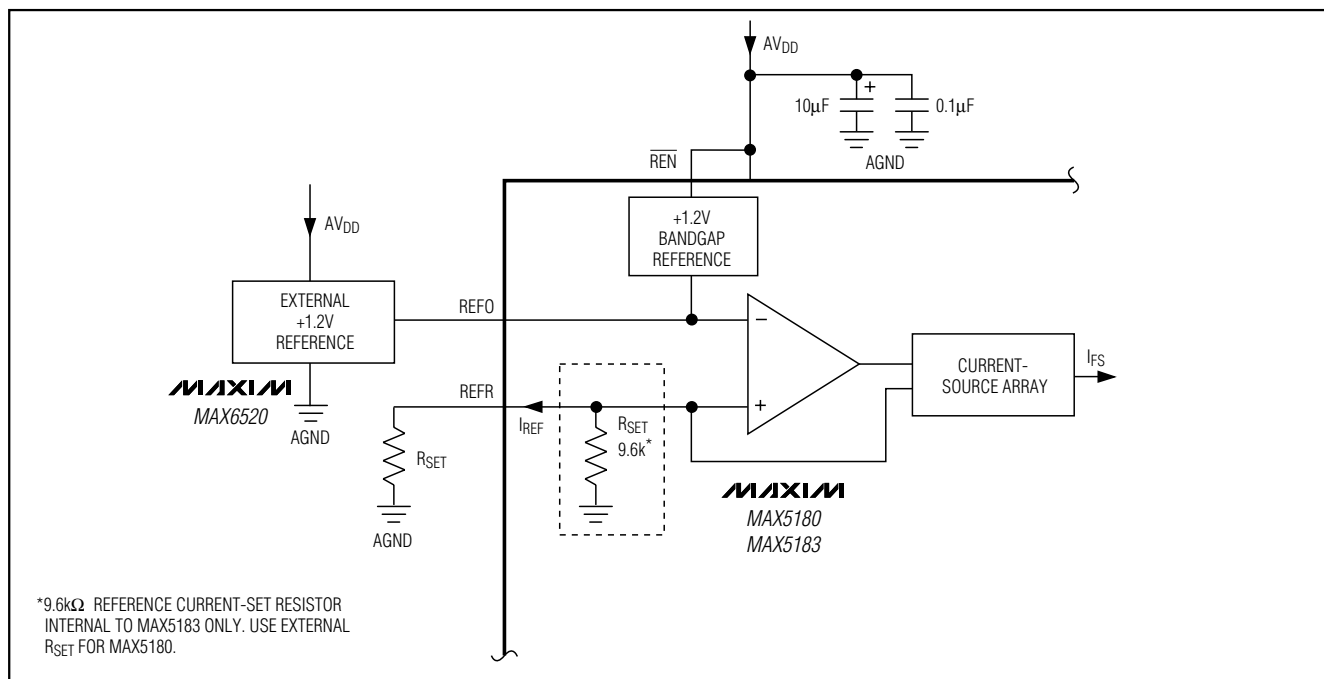 AVDD
10μF
+
0.1μF
AGND
REN
AVDD
+1.2V
BANDGAP
REFERENCE
EXTERNAL
+1.2V
REFERENCE
REFO
−
CURRENT-
SOURCE ARRAY
IFS
MAXIM
MAX6520
AGND
REFR
IREF
+
RSET
9.6k*
RSET
AGND
MAXIM
MAX5180
MAX5183
*9.6kΩ REFERENCE CURRENT-SET RESISTOR
INTERNAL TO MAX5183 ONLY. USE EXTERNAL
RSET FOR MAX5180.